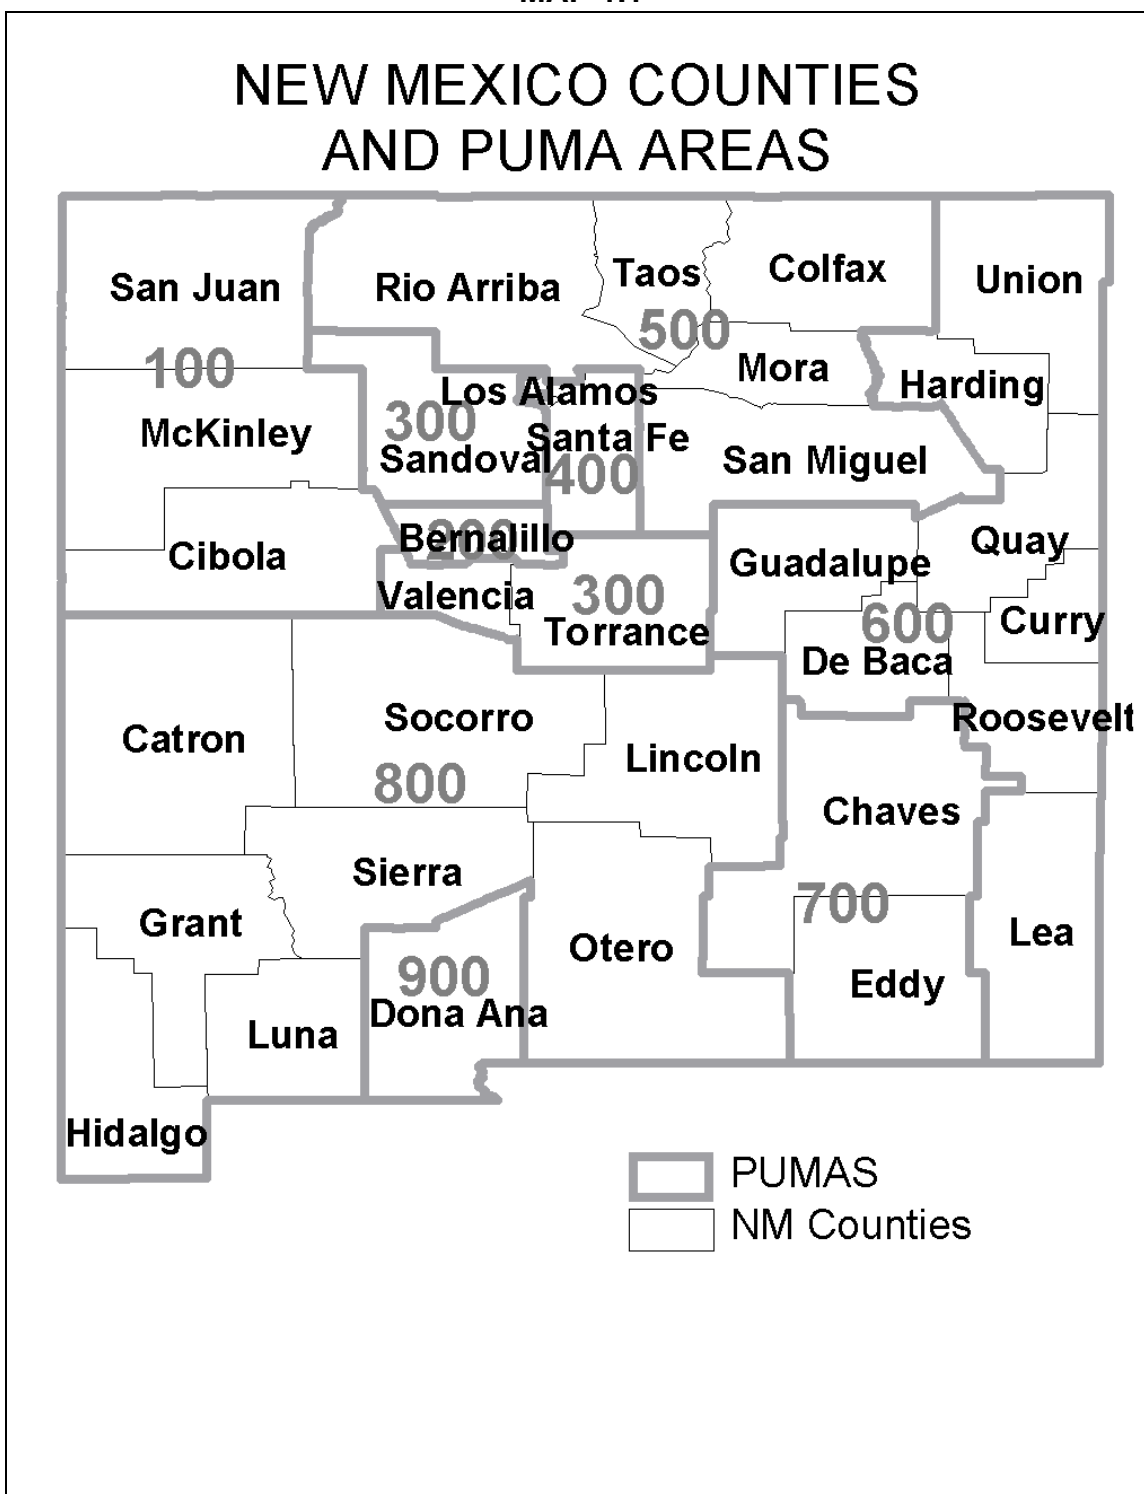 NEW MEXICO COUNTIES
AND PUMA AREAS
San Juan
Rio Arriba
Taos
Colfax
Union
500
100
Mora
Harding
Los Alamos
300
McKinley
Santa Fe
Sandoval
400
San Miguel
Bernalillo
200
Cibola
Quay
Guadalupe
Valencia
300
Torrance
600
Curry
De Baca
Catron
Socorro
Roosevelt
Lincoln
800
Chaves
Sierra
700
Grant
Otero
Lea
900
Eddy
Dona Ana
Luna
Hidalgo
PUMAS
NM Counties